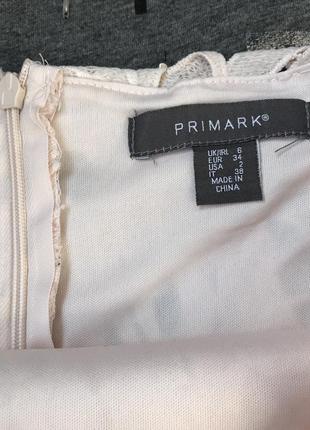 PRIMARK®
UK/IRL 6
EUR 34
USA 2
IT 38
MADE IN
CHINA